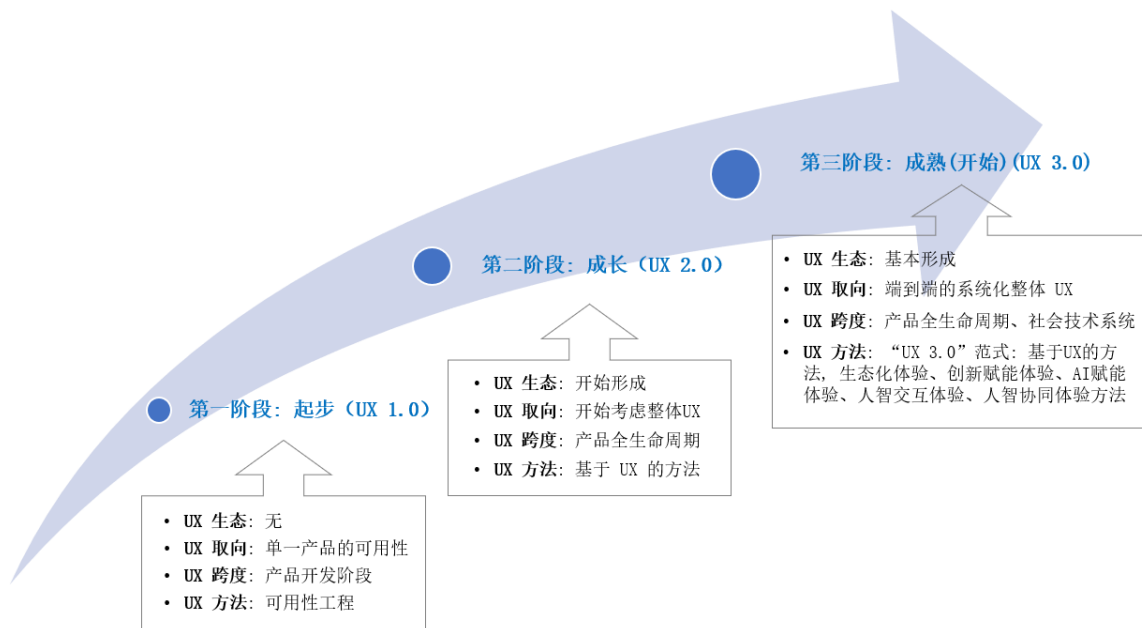 第一阶段: 起步（UX 1.0）
• UX 生态: 无
• UX 取向: 单一产品的可用性
• UX 跨度: 产品开发阶段
• UX 方法: 可用性工程
第二阶段: 成长（UX 2.0）
• UX 生态: 开始形成
• UX 取向: 开始考虑整体UX
• UX 跨度: 产品全生命周期
• UX 方法: 基于 UX 的方法
第三阶段: 成熟(开始)(UX 3.0)
• UX 生态: 基本形成
• UX 取向: 端到端的系统化整体 UX
• UX 跨度: 产品全生命周期、社会技术系统
• UX 方法: “UX 3.0”范式: 基于UX的方
法, 生态化体验、创新赋能体验、AI赋能
体验、人智交互体验、人智协同体验方法